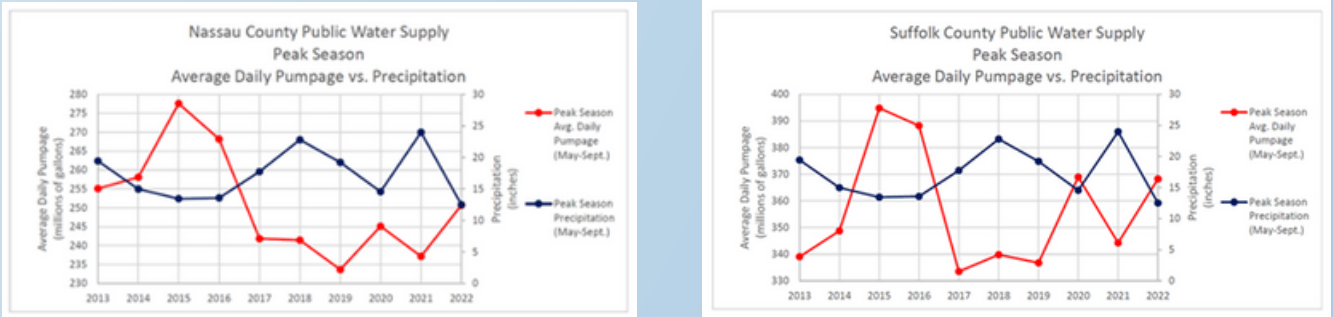 Nassau County Public Water Supply
Peak Season
Average Daily Pumpage vs. Precipitation
Average Daily Pumpage
(millions of gallons)
280
275
270
265
260
255
250
245
240
235
230
30
25
20
15
10
5
0
Precipitation
(inches)
2013 2014 2015 2016 2017 2018 2019 2020 2021 2022
Peak Season
Avg. Daily
Pumpage
(May-Sept.)
Peak Season
Precipitation
(May-Sept.)
Suffolk County Public Water Supply
Peak Season
Average Daily Pumpage vs. Precipitation
Average Daily Pumpage
(millions of gallons)
400
390
380
370
360
350
340
330
30
25
20
15
10
5
0
Precipitation
(inches)
2013 2014 2015 2016 2017 2018 2019 2020 2021 2022
Peak Season
Avg. Daily
Pumpage
(May-Sept.)
Peak Season
Precipitation
(May-Sept.)